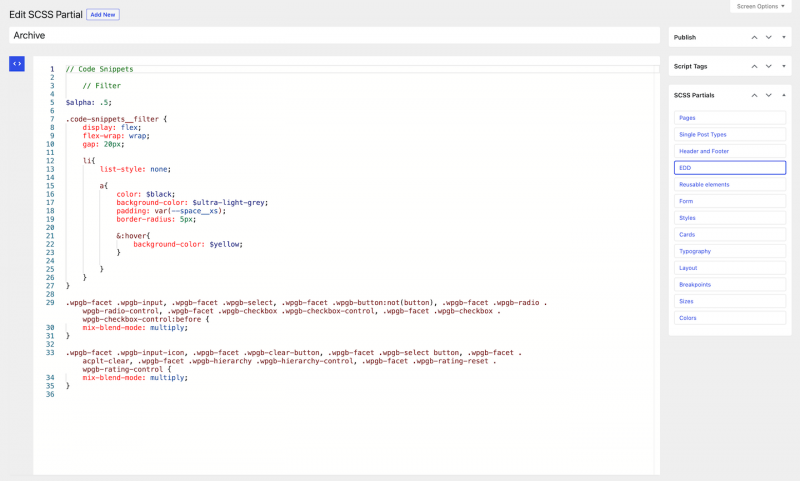 Screen Options
Edit SCSS Partial Add New
Archive
1 // Code Snippets
2
3 // Filter
4
5 $alpha: .5;
6
7 .code-snippets__filter {
8 display: flex;
9 flex-wrap: wrap;
10 gap: 20px;
11
12 li{
13 list-style: none;
14
15 a{
16 color: $black;
17 background-color: $ultra-light-grey;
18 padding: var(--space__xs);
19 border-radius: 5px;
20
21 &:hover{
22 background-color: $yellow;
23 }
24
25 }
26 }
27 }
28
29 .wpgb-facet .wpgb-input, .wpgb-facet .wpgb-select, .wpgb-facet .wpgb-button:not(button), .wpgb-facet .wpgb-radio .
wpgb-radio-control, .wpgb-facet .wpgb-checkbox .wpgb-checkbox-control, .wpgb-facet .wpgb-checkbox .
wpgb-checkbox-control:before {
30 mix-blend-mode: multiply;
31 }
32
33 .wpgb-facet .wpgb-input-icon, .wpgb-facet .wpgb-clear-button, .wpgb-facet .wpgb-select button, .wpgb-facet .
acplt-clear, .wpgb-facet .wpgb-hierarchy .wpgb-hierarchy-control, .wpgb-facet .wpgb-rating-reset .
wpgb-rating-control {
34 mix-blend-mode: multiply;
35 }
36
Publish
Script Tags
SCSS Partials
Pages
Single Post Types
Header and Footer
EDD
Reusable elements
Form
Styles
Cards
Typography
Layout
Breakpoints
Sizes
Colors